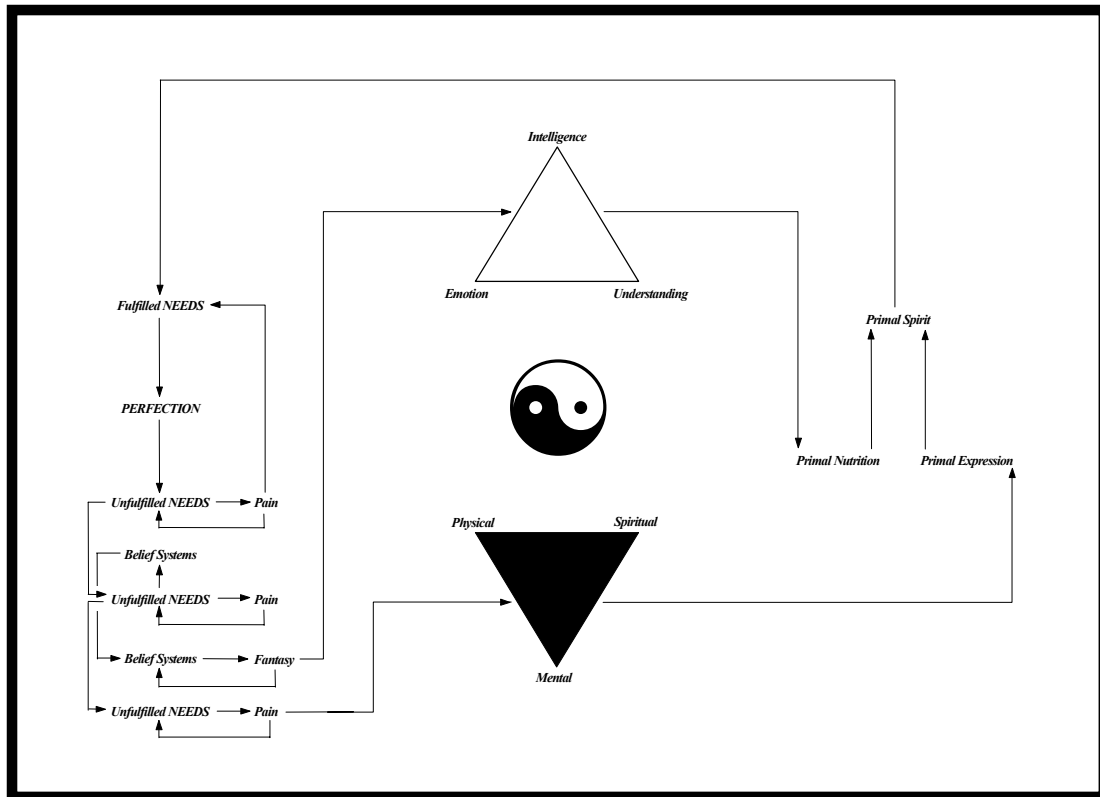 Intelligence
Emotion Understanding
Fulfilled NEEDS
Primal Spirit
PERFECTION
Primal Nutrition Primal Expression
Unfulfilled NEEDS Pain
Physical Spiritual
Belief Systems
Unfulfilled NEEDS Pain
Belief Systems Fantasy
Mental
Unfulfilled NEEDS Pain